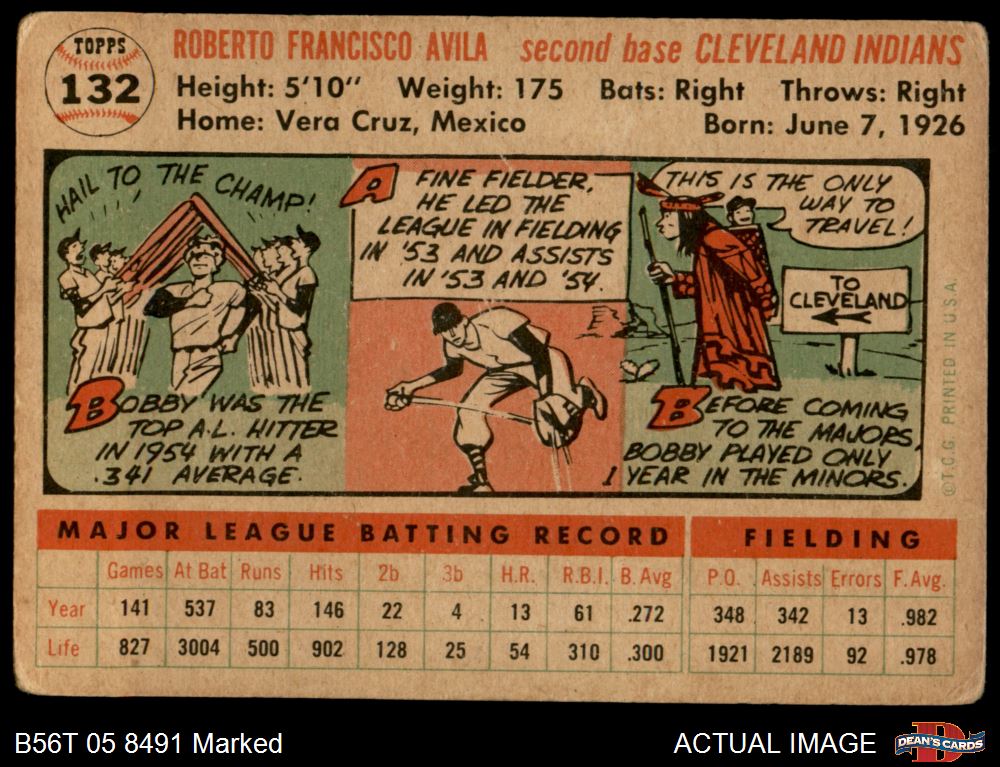 TOPPS
132
ROBERTO FRANCISCO AVILA second base CLEVELAND INDIANS
Height: 5'10" Weight: 175 Bats: Right Throws: Right
Home: Vera Cruz, Mexico Born: June 7, 1926
HAIL TO THE CHAMP!
BOBBY WAS THE
TOP A.L. HITTER
IN 1954 WITH A
.341 AVERAGE.
A FINE FIELDER,
HE LED THE
LEAGUE IN FIELDING
IN '53 AND ASSISTS
IN '53 AND '54.
THIS IS THE ONLY
WAY TO
TRAVEL!
TO
CLEVELAND
BEFORE COMING
TO THE MAJORS,
BOBBY PLAYED ONLY
1 YEAR IN THE MINORS.
©T.C.G. PRINTED IN U.S.A.
MAJOR LEAGUE BATTING RECORD FIELDING
Games At Bat Runs Hits 2b 3b H.R. R.B.I. B. Avg P.O. Assists Errors F. Avg.
Year 141 537 83 146 22 4 13 61 .272 348 342 13 .982
Life 827 3004 500 902 128 25 54 310 .300 1921 2189 92 .978
B56T 05 8491 Marked ACTUAL IMAGE
D
DEAN'S CARDS